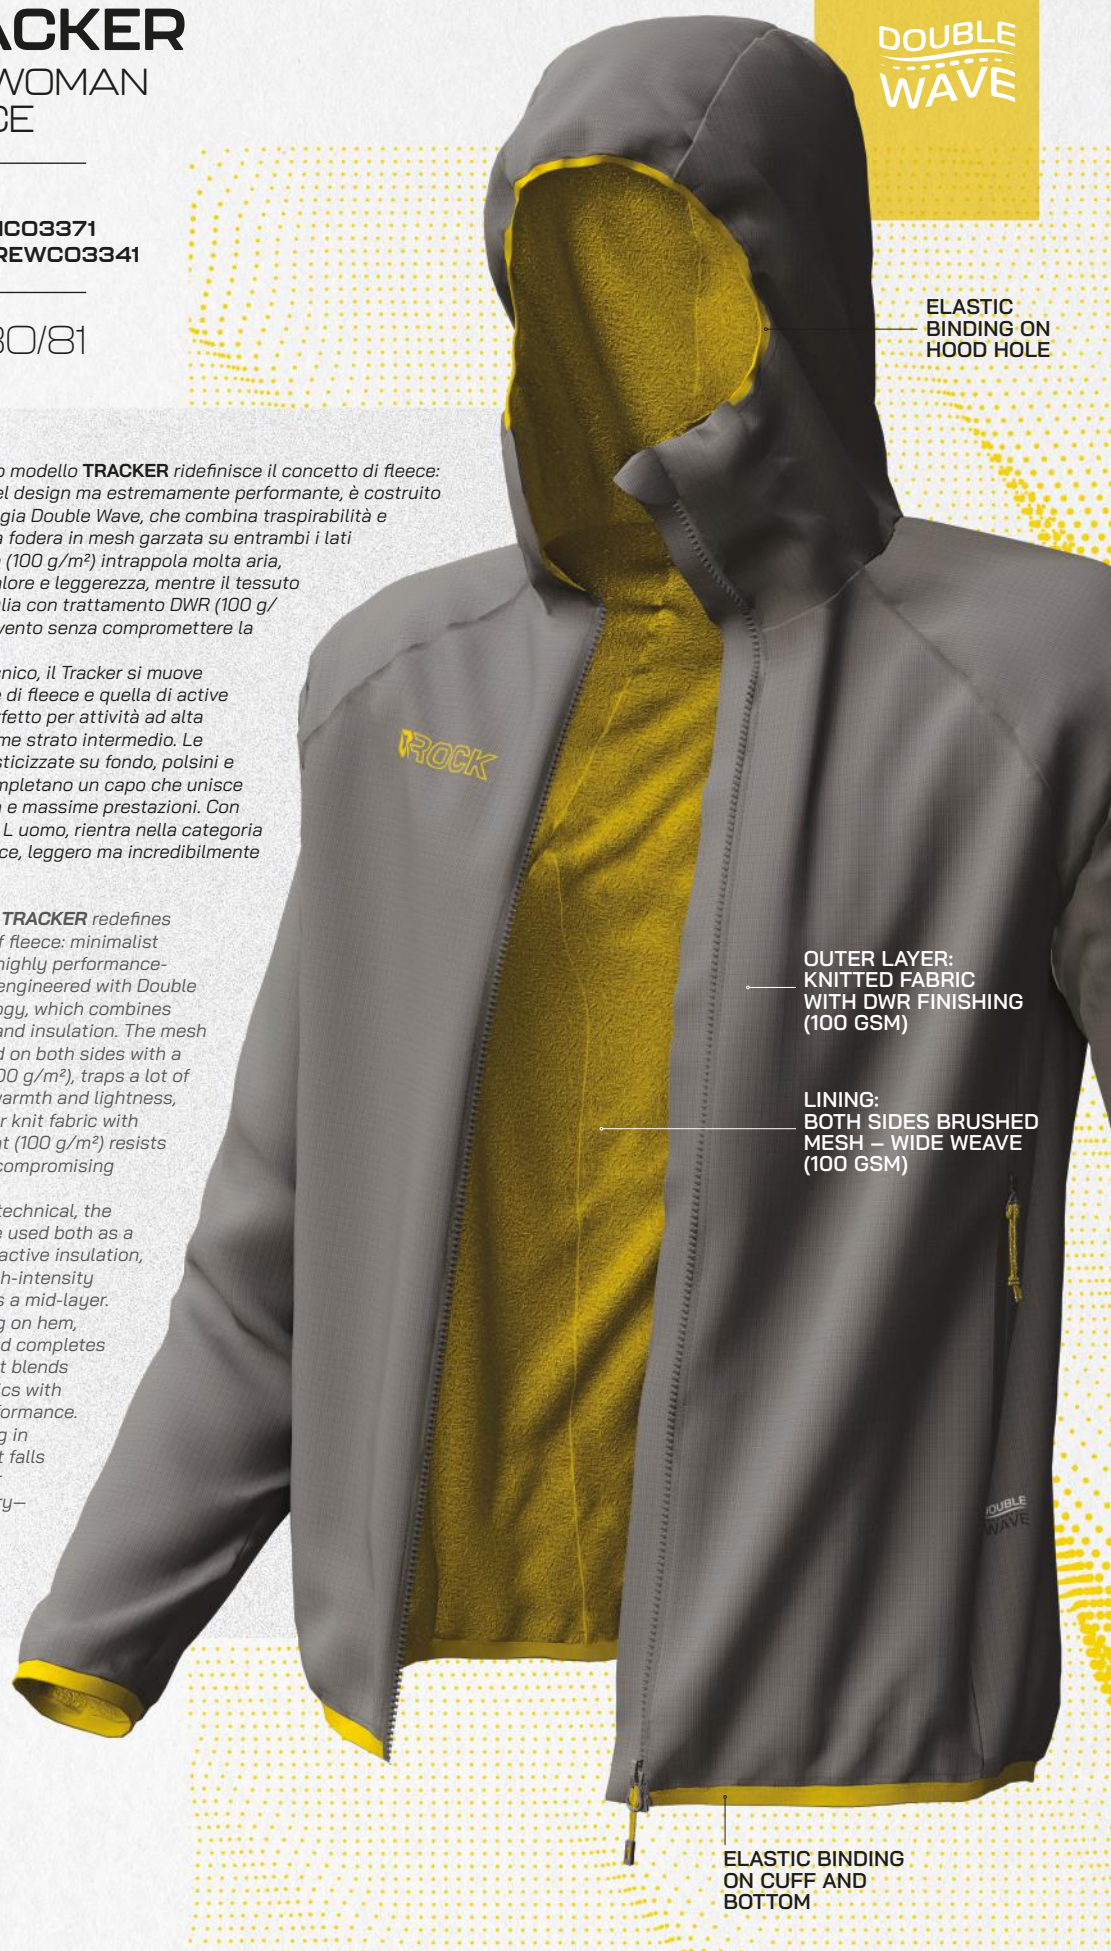 ACKER
WOMAN
CE
CO3371
REWCO3341
80/81
modello TRACKER ridefinisce il concetto di fleece:
el design ma estremamente performante, è costruito
gia Double Wave, che combina traspirabilità e
a fodera in mesh garzata su entrambi i lati
(100 g/m²) intrappola molta aria,
alore e leggerezza, mentre il tessuto
glia con trattamento DWR (100 g/
vento senza compromettere la
cnico, il Tracker si muove
e di fleece e quella di active
rfetto per attività ad alta
me strato intermedio. Le
sticizzate su fondo, polsini e
mpletano un capo che unisce
e massime prestazioni. Con
L uomo, rientra nella categoria
ce, leggero ma incredibilmente
TRACKER redefines
f fleece: minimalist
highly performance-
engineered with Double
ogy, which combines
and insulation. The mesh
d on both sides with a
00 g/m²), traps a lot of
warmth and lightness,
r knit fabric with
t (100 g/m²) resists
compromising
technical, the
e used both as a
active insulation,
h-intensity
s a mid-layer.
g on hem,
d completes
t blends
ics with
formance.
g in
t falls
ry—
DOUBLE
WAVE
ELASTIC
BINDING ON
HOOD HOLE
ROCK
OUTER LAYER:
KNITTED FABRIC
WITH DWR FINISHING
(100 GSM)
LINING:
BOTH SIDES BRUSHED
MESH – WIDE WEAVE
(100 GSM)
DOUBLE
WAVE
ELASTIC BINDING
ON CUFF AND
BOTTOM